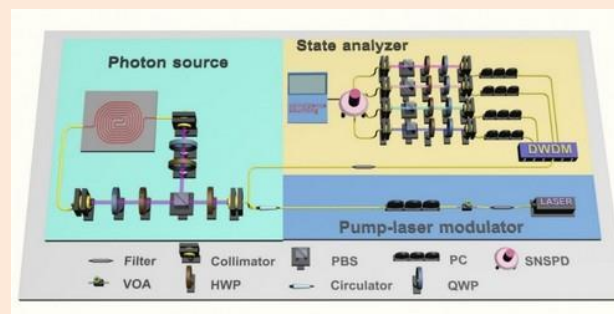 State analyzer
Photon source
DWDM
LASER
Pump-laser modulator
Filter Collimator PBS PC SNSPD
VOA HWP Circulator QWP